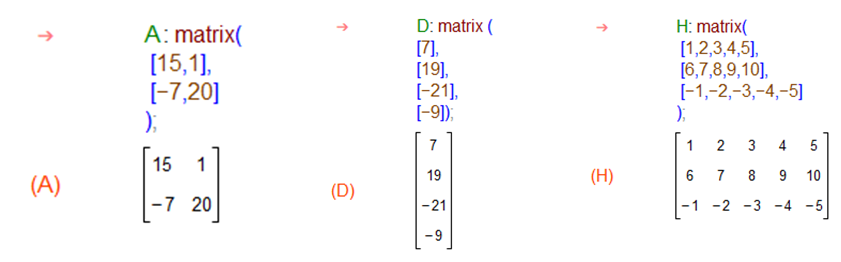 → A: matrix(
[15,1],
[−7,20]
);
(A)
15 1
−7 20
→ D: matrix (
[7],
[19],
[−21],
[−9]);
(D)
7
19
−21
−9
→ H: matrix(
[1,2,3,4,5],
[6,7,8,9,10],
[−1,−2,−3,−4,−5]
);
(H)
1 2 3 4 5
6 7 8 9 10
−1 −2 −3 −4 −5